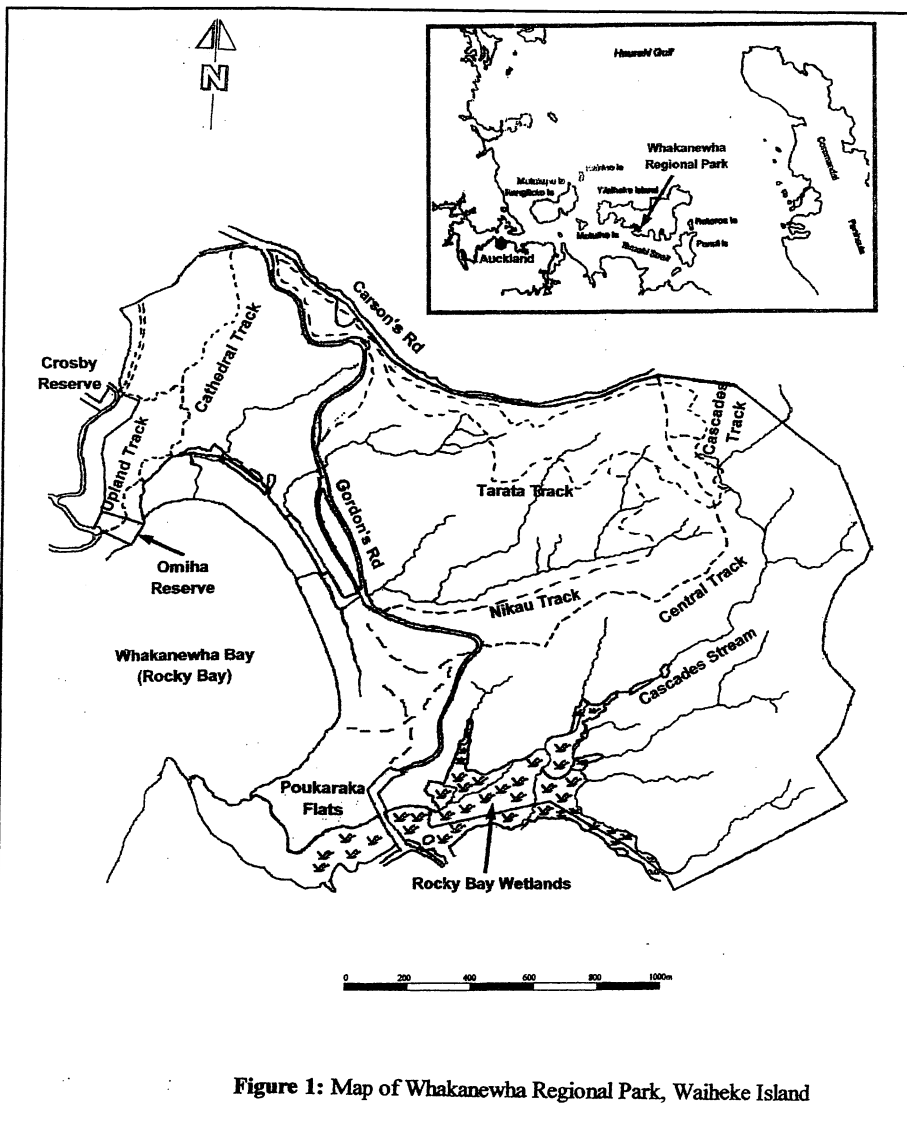 N
Hauraki Gulf
Coromandel
Peninsula
Whakanewha
Regional Park
Waiheke Island
Auckland
Ponui Is
Carson's Rd
Crosby
Reserve
Cathedral Track
Upland Track
Cascades
Track
Tarata Track
Gordon's Rd
Omiha
Reserve
Nikau Track
Central Track
Whakanewha Bay
(Rocky Bay)
Cascades Stream
Poukaraka
Flats
Rocky Bay Wetlands
0 200 400 600 800 1000m
Figure 1: Map of Whakanewha Regional Park, Waiheke Island